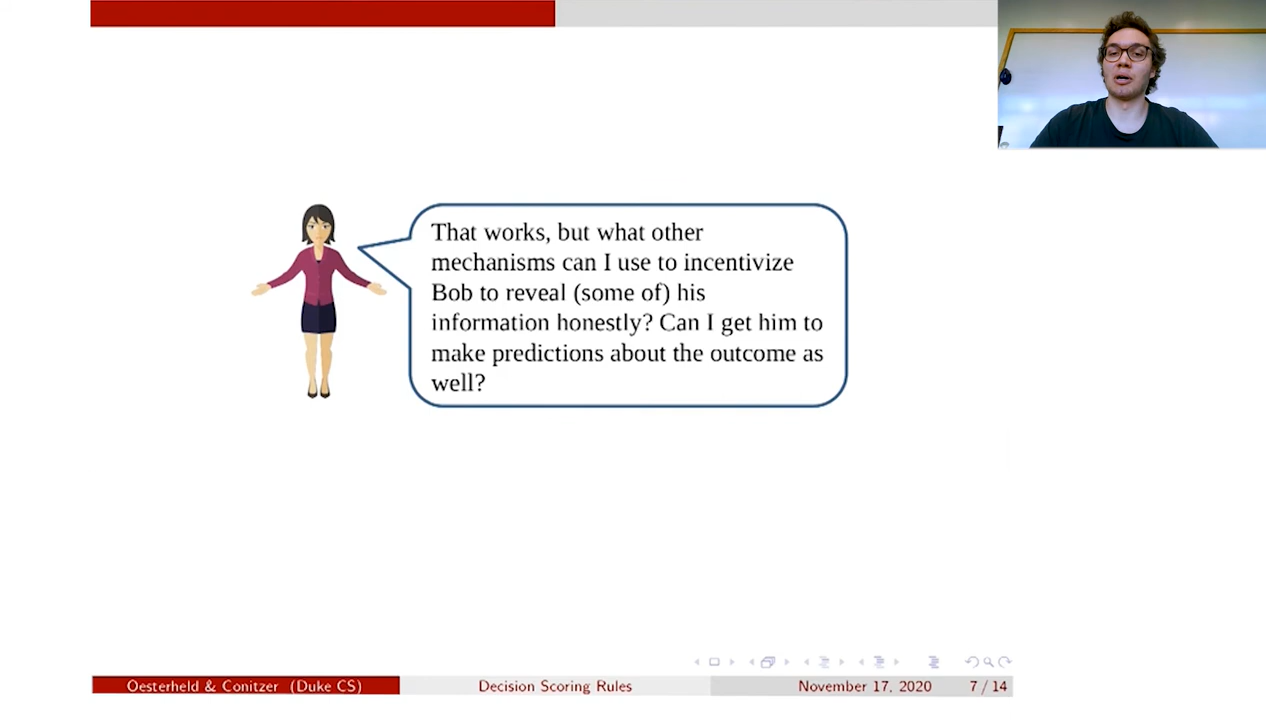 That works, but what other
mechanisms can I use to incentivize
Bob to reveal (some of) his
information honestly? Can I get him to
make predictions about the outcome as
well?
Oesterheld & Conitzer (Duke CS) Decision Scoring Rules November 17, 2020 7 / 14